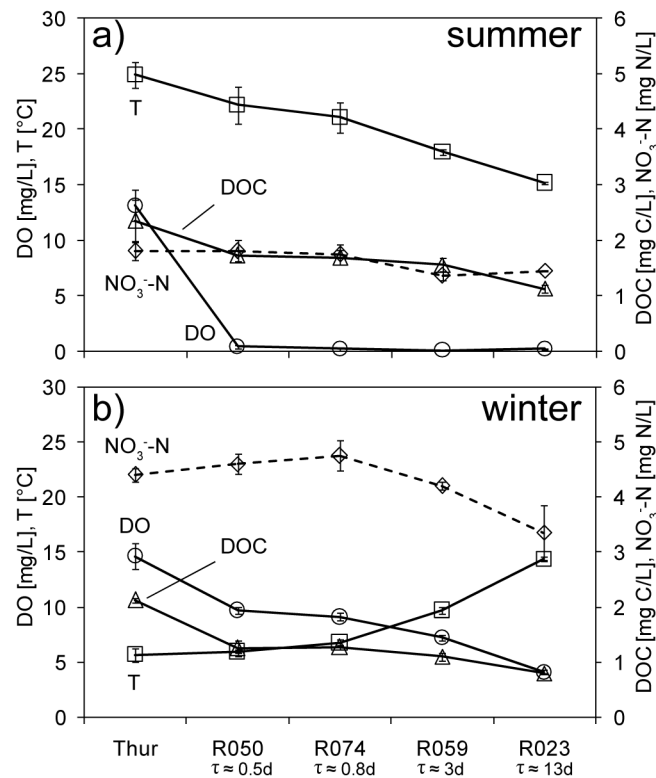 a) summer
30
25
20
15
10
5
0
DO [mg/L], T [°C]
6
5
4
3
2
1
0
DOC [mg C/L], NO₃⁻-N [mg N/L]
T
DOC
NO₃⁻-N
DO
b) winter
30
25
20
15
10
5
0
DO [mg/L], T [°C]
6
5
4
3
2
1
0
DOC [mg C/L], NO₃⁻-N [mg N/L]
NO₃⁻-N
DO
DOC
T
Thur R050 R074 R059 R023
τ ≈ 0.5d τ ≈ 0.8d τ ≈ 3d τ ≈ 13d